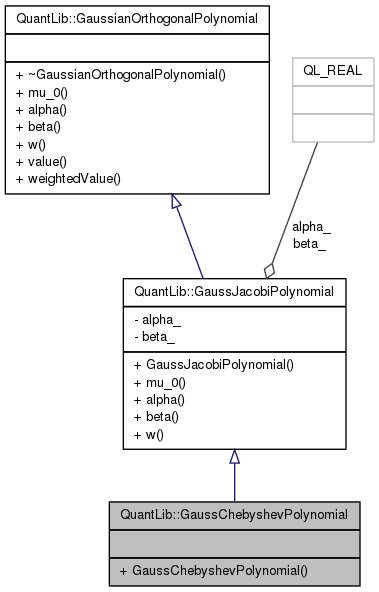 QuantLib::GaussianOrthogonalPolynomial
+ ~GaussianOrthogonalPolynomial()
+ mu_0()
+ alpha()
+ beta()
+ w()
+ value()
+ weightedValue()
QL_REAL
alpha_
beta_
QuantLib::GaussJacobiPolynomial
- alpha_
- beta_
+ GaussJacobiPolynomial()
+ mu_0()
+ alpha()
+ beta()
+ w()
QuantLib::GaussChebyshevPolynomial
+ GaussChebyshevPolynomial()